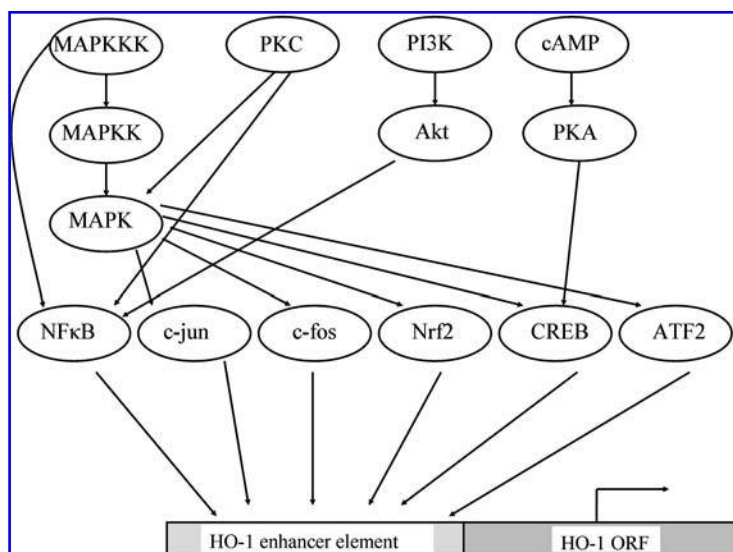 MAPKKK
PKC
PI3K
cAMP
MAPKK
Akt
PKA
MAPK
NFκB
c-jun
c-fos
Nrf2
CREB
ATF2
HO-1 enhancer element
HO-1 ORF